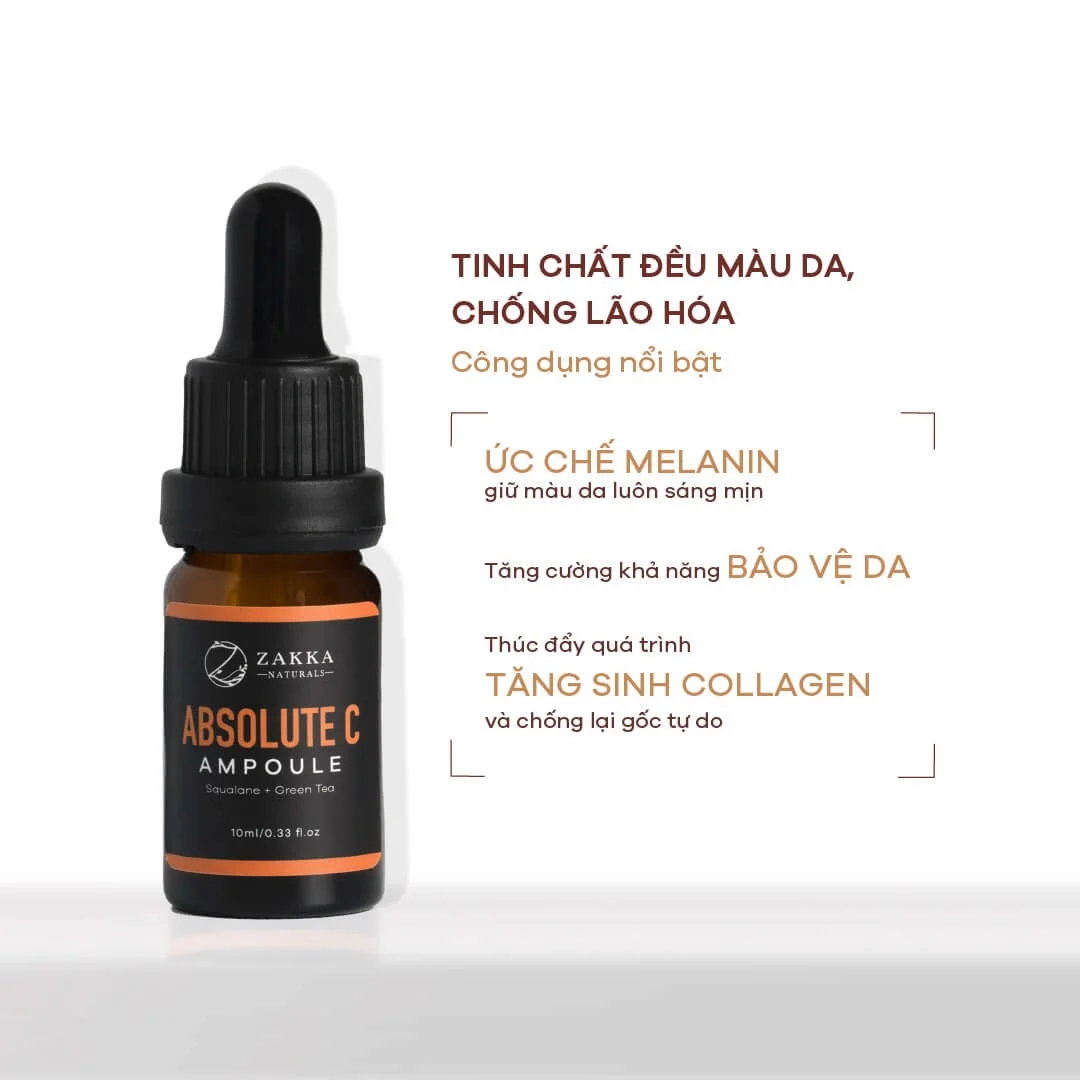 TINH CHẤT ĐỀU MÀU DA,
CHỐNG LÃO HÓA
Công dụng nổi bật
ỨC CHẾ MELANIN
giữ màu da luôn sáng mịn
Tăng cường khả năng BẢO VỆ DA
Thúc đẩy quá trình
TĂNG SINH COLLAGEN
và chống lại gốc tự do
ZAKKA
NATURALS
ABSOLUTE C
AMPOULE
Squalane + Green Tea
10ml/0.33 fl.oz